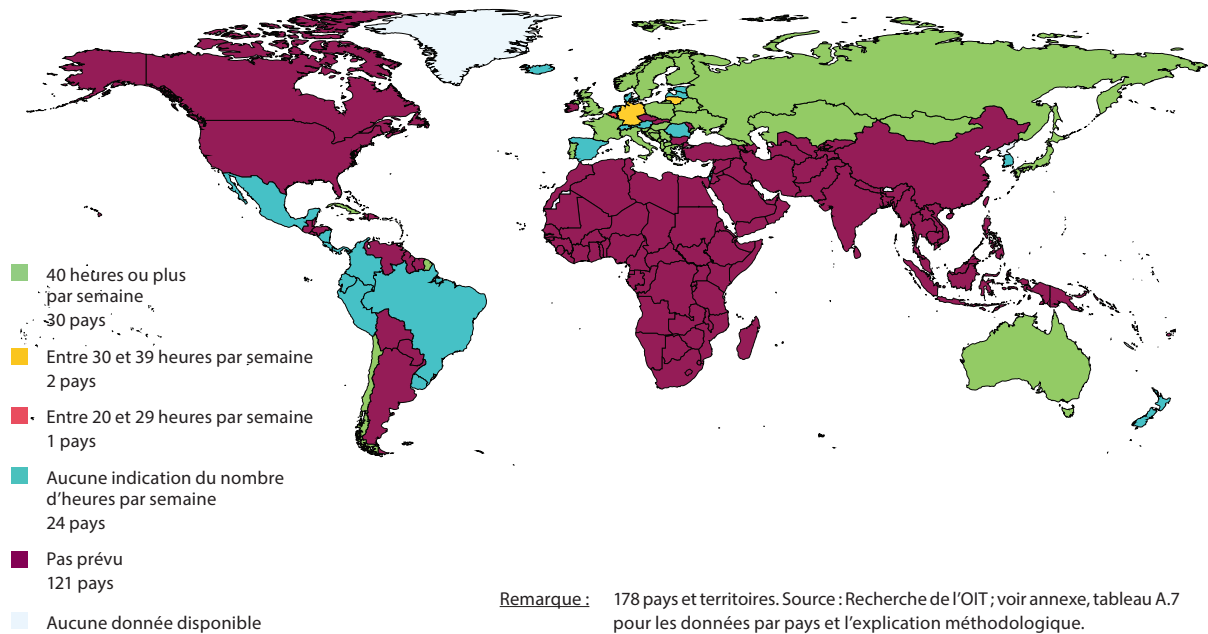 40 heures ou plus
par semaine
30 pays
Entre 30 et 39 heures par semaine
2 pays
Entre 20 et 29 heures par semaine
1 pays
Aucune indication du nombre
d'heures par semaine
24 pays
Pas prévu
121 pays
Aucune donnée disponible
Remarque : 178 pays et territoires. Source : Recherche de l'OIT ; voir annexe, tableau A.7
pour les données par pays et l'explication méthodologique.